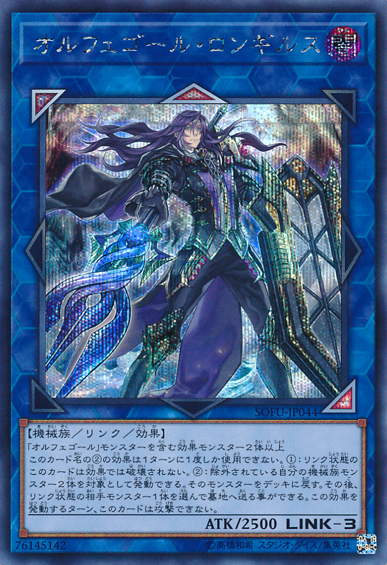 オルフェゴール・ロンギルス
闇
SOFU-JP044
【機械族／リンク／効果】
「オルフェゴール」モンスターを含む効果モンスター2体以上
このカード名の②の効果は1ターンに1度しか使用できない。①：リンク状態の
このカードは効果では破壊されない。②：除外されている自分の機械族モンス
ター2体を対象として発動できる。そのモンスターをデッキに戻す。その後、
リンク状態の相手モンスター1体を選んで墓地へ送る事ができる。この効果を
発動するターン、このカードは攻撃できない。
ATK/2500 LINK-3
76145142
©高橋和希 スタジオ・ダイス/集英社